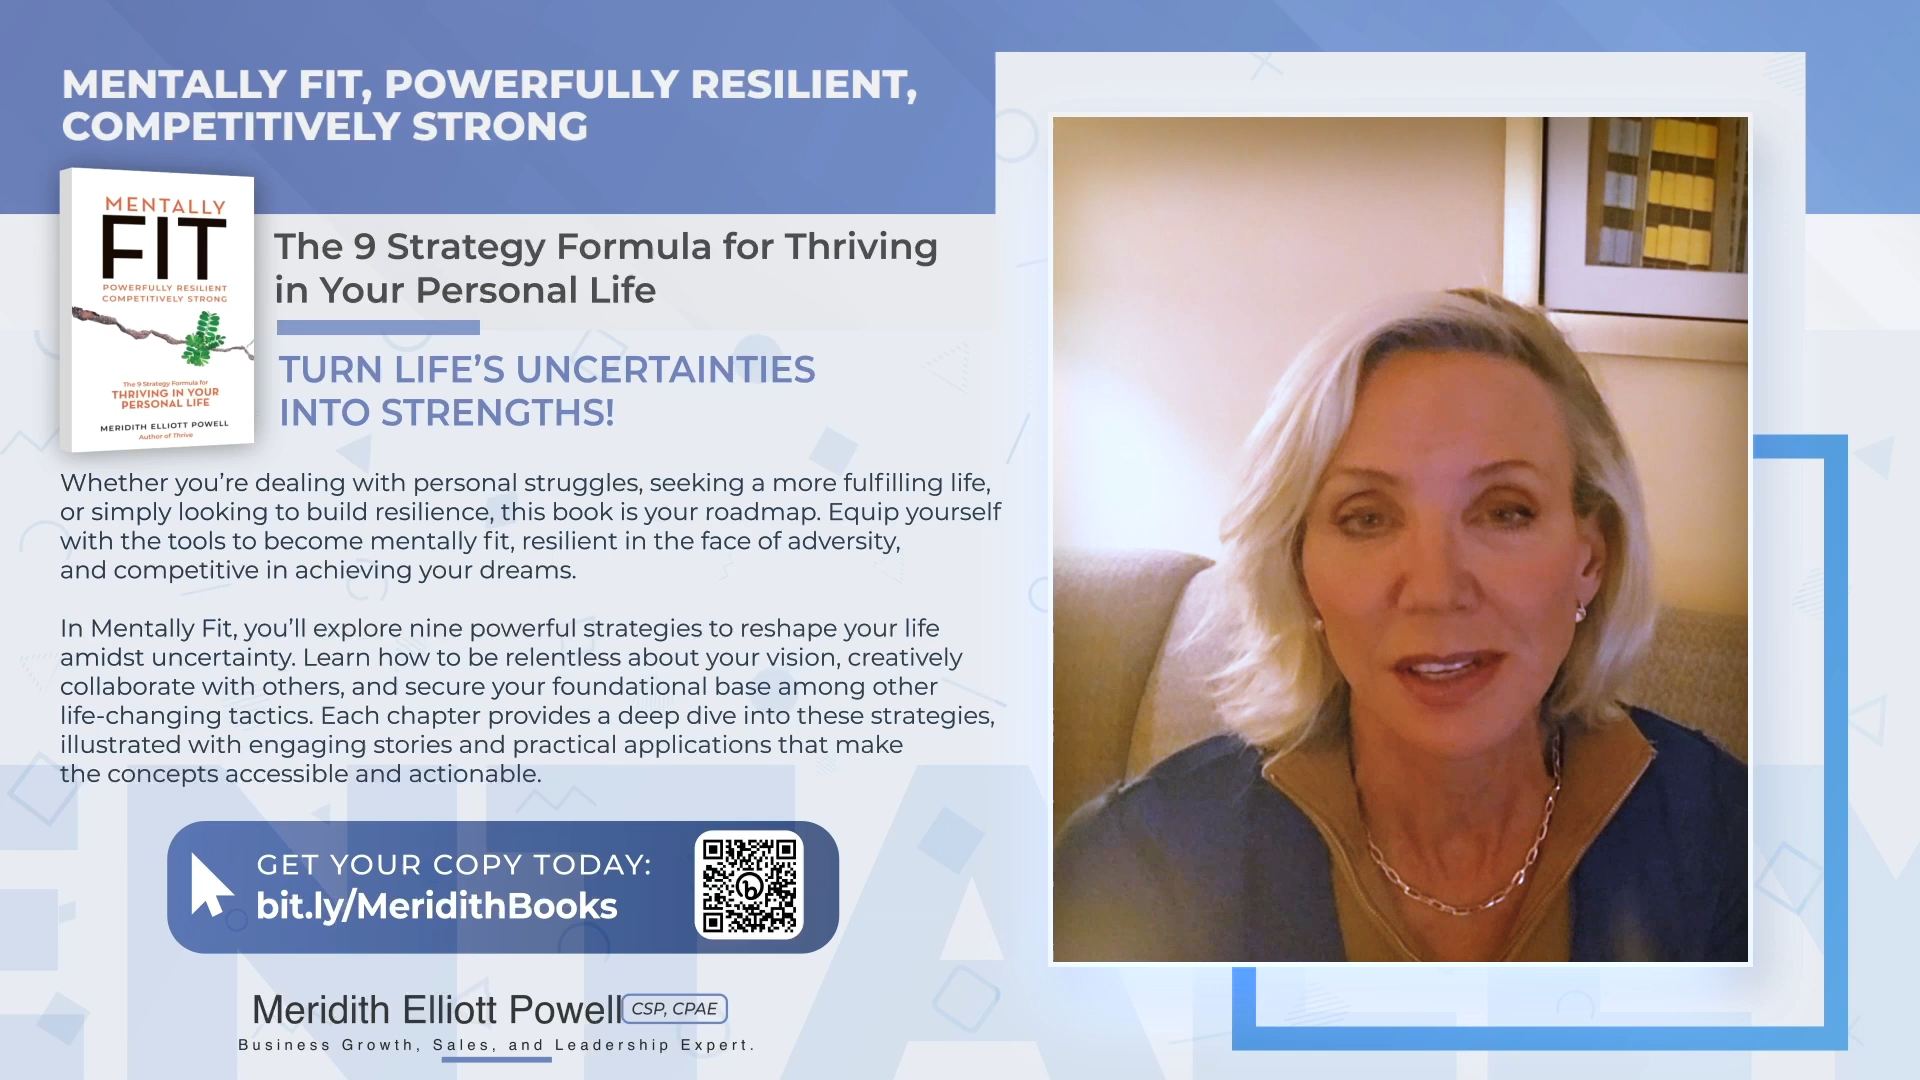 MENTALLY FIT, POWERFULLY RESILIENT,
COMPETITIVELY STRONG
MENTALLY
FIT
POWERFULLY RESILIENT
COMPETITIVELY STRONG
The 9 Strategy Formula for
THRIVING IN YOUR
PERSONAL LIFE
MERIDITH ELLIOTT POWELL
Author of Thrive
The 9 Strategy Formula for Thriving
in Your Personal Life
TURN LIFE’S UNCERTAINTIES
INTO STRENGTHS!
Whether you’re dealing with personal struggles, seeking a more fulfilling life,
or simply looking to build resilience, this book is your roadmap. Equip yourself
with the tools to become mentally fit, resilient in the face of adversity,
and competitive in achieving your dreams.
In Mentally Fit, you’ll explore nine powerful strategies to reshape your life
amidst uncertainty. Learn how to be relentless about your vision, creatively
collaborate with others, and secure your foundational base among other
life-changing tactics. Each chapter provides a deep dive into these strategies,
illustrated with engaging stories and practical applications that make
the concepts accessible and actionable.
GET YOUR COPY TODAY:
bit.ly/MeridithBooks
Meridith Elliott Powell CSP, CPAE
Business Growth, Sales, and Leadership Expert.